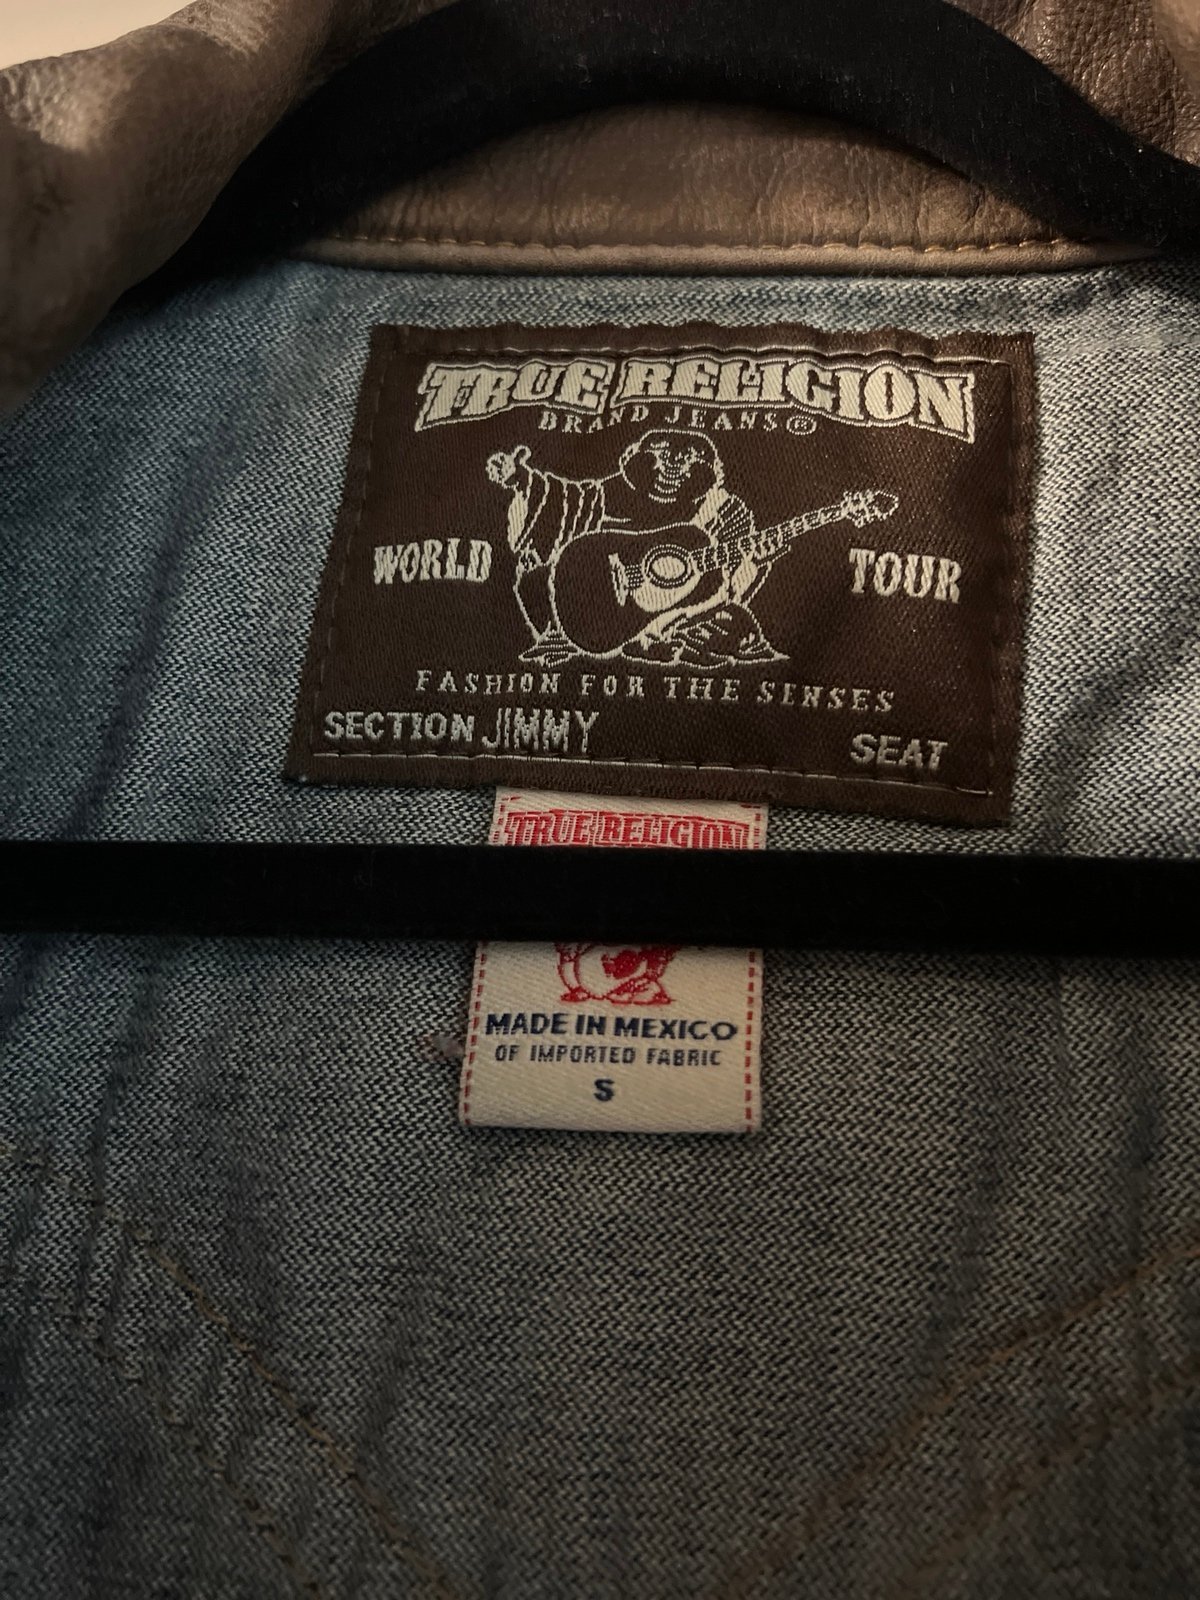 TRUE RELIGION
BRAND JEANS®
WORLD TOUR
FASHION FOR THE SENSES
SECTION JIMMY SEAT
TRUE RELIGION
MADE IN MEXICO
OF IMPORTED FABRIC
S